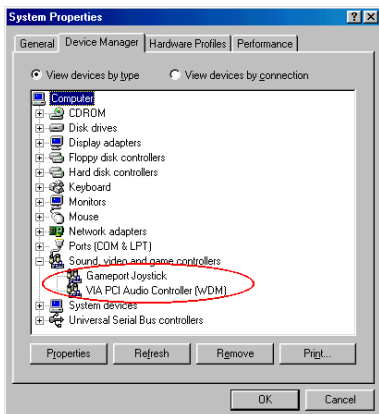 System Properties
General Device Manager Hardware Profiles Performance
View devices by type View devices by connection
Computer
CDROM
Disk drives
Display adapters
Floppy disk controllers
Hard disk controllers
Keyboard
Monitors
Mouse
Network adapters
Ports (COM & LPT)
Sound, video and game controllers
Gameport Joystick
VIA PCI Audio Controller (WDM)
System devices
Universal Serial Bus controllers
Properties Refresh Remove Print...
OK Cancel